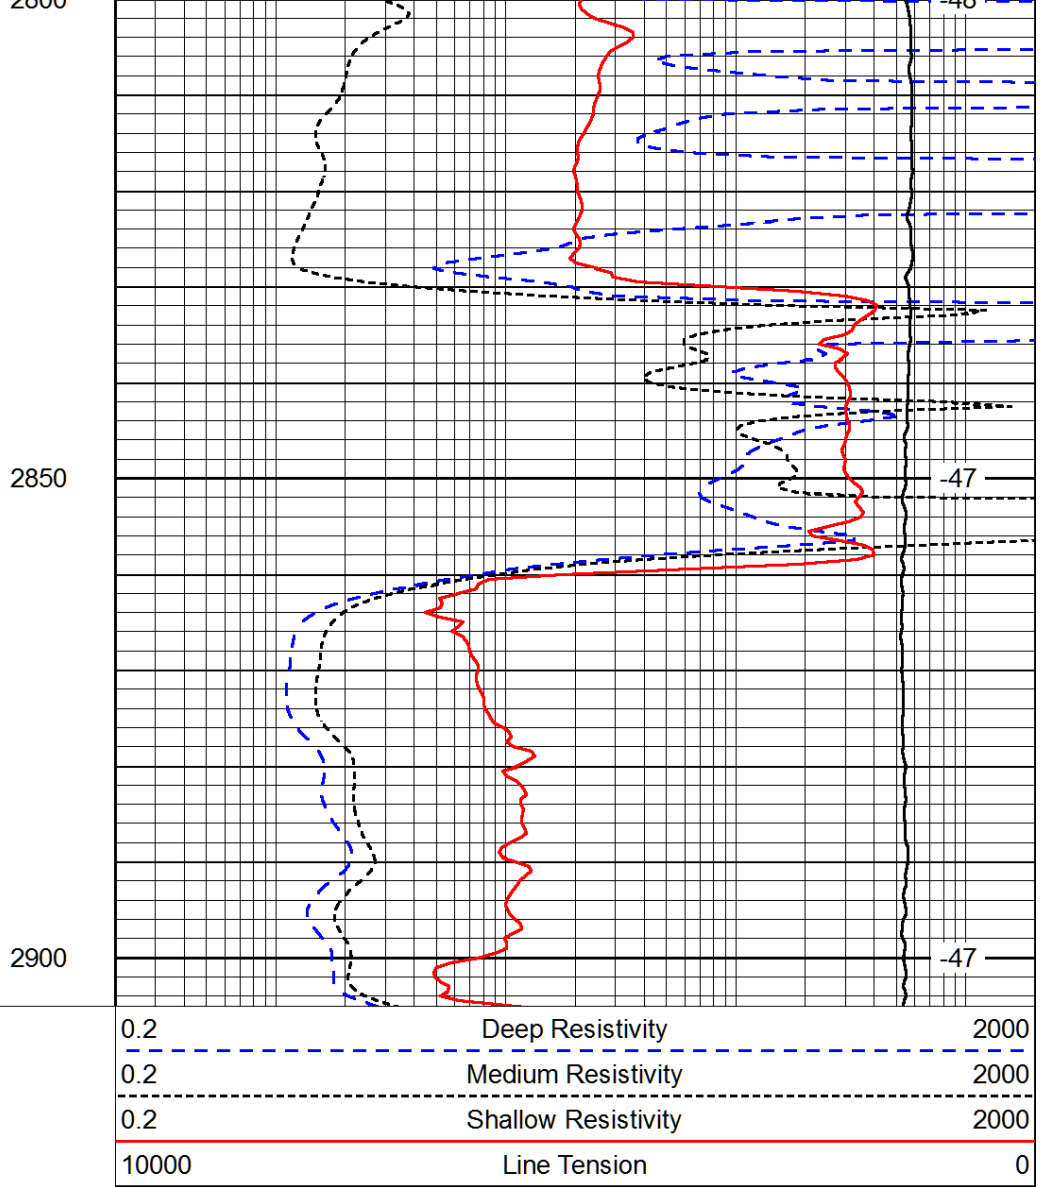 2800 -48
2850 -47
2900 -47
0.2 Deep Resistivity 2000
0.2 Medium Resistivity 2000
0.2 Shallow Resistivity 2000
10000 Line Tension 0